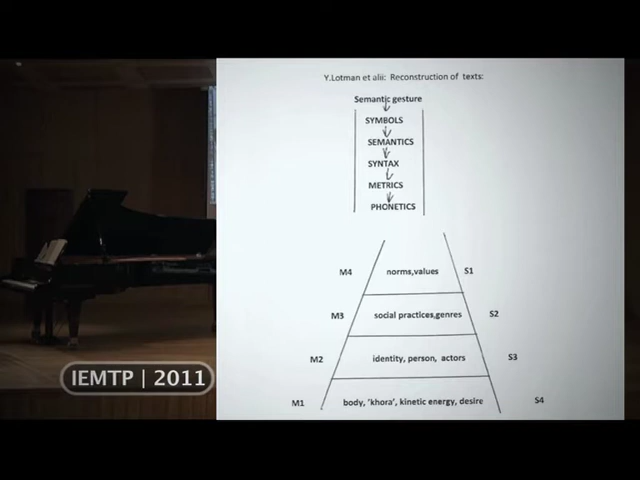 Y.Lotman et alii: Reconstruction of texts:
Semantic gesture
SYMBOLS
SEMANTICS
SYNTAX
METRICS
PHONETICS
M4 norms,values S1
M3 social practices,genres S2
M2 identity, person, actors S3
M1 body, 'khora', kinetic energy, desire S4
IEMTP | 2011